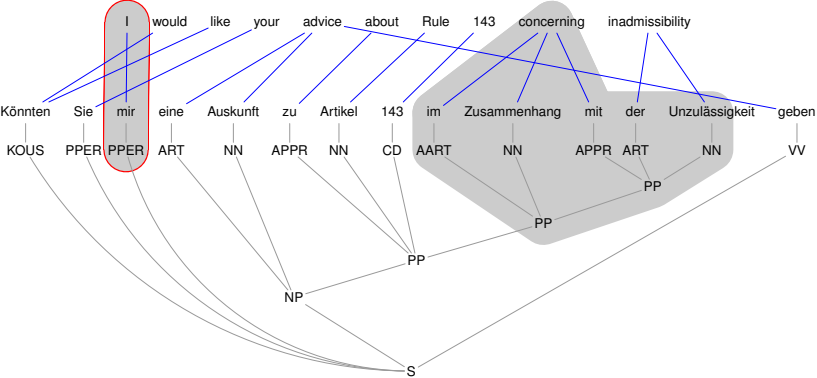 I would like your advice about Rule 143 concerning inadmissibility
Könnten Sie mir eine Auskunft zu Artikel 143 im Zusammenhang mit der Unzulässigkeit geben
KOUS PPER PPER ART NN APPR NN CD AART NN APPR ART NN VV
PP
PP
PP
NP
S